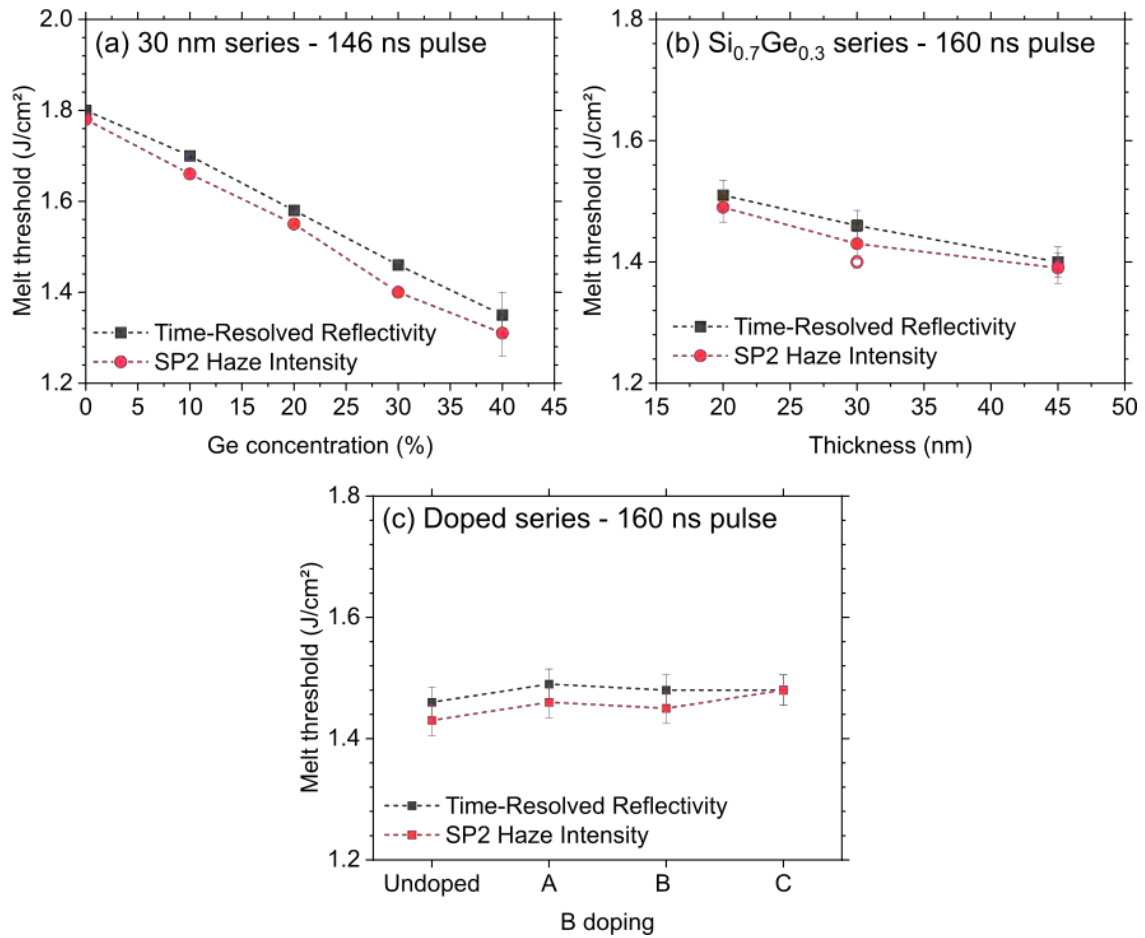 (a) 30 nm series - 146 ns pulse
2.0
1.8
1.6
1.4
1.2
Melt threshold (J/cm²)
Time-Resolved Reflectivity
SP2 Haze Intensity
0 5 10 15 20 25 30 35 40 45
Ge concentration (%)
(b) Si₀.₇Ge₀.₃ series - 160 ns pulse
1.8
1.6
1.4
1.2
Melt threshold (J/cm²)
Time-Resolved Reflectivity
SP2 Haze Intensity
15 20 25 30 35 40 45 50
Thickness (nm)
(c) Doped series - 160 ns pulse
1.8
1.6
1.4
1.2
Melt threshold (J/cm²)
Time-Resolved Reflectivity
SP2 Haze Intensity
Undoped A B C
B doping